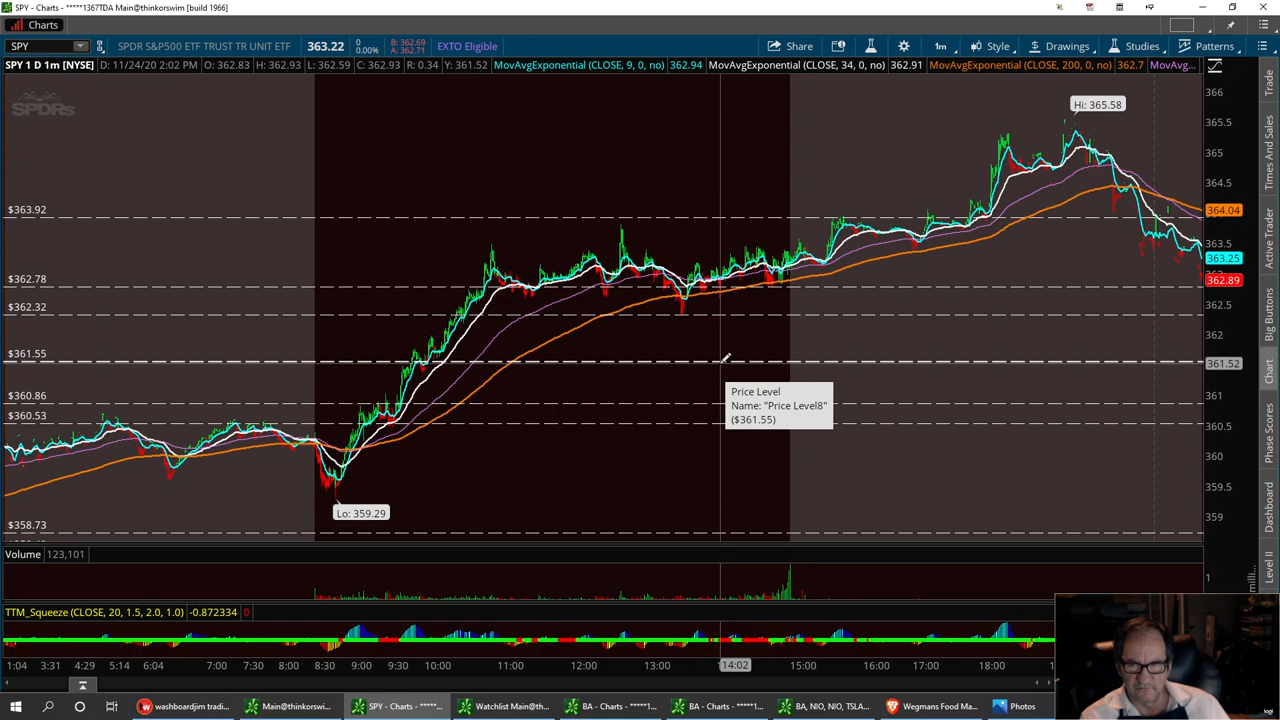 SPY - Charts - *****1367TDA Main@thinkorswim [build 1966]
Charts
SPY
SPDR S&P500 ETF TRUST TR UNIT ETF
363.22
0
0.00%
B: 362.69
A: 362.71
EXTO Eligible
Share
1m
Style
Drawings
Studies
Patterns
SPY 1 D 1m [NYSE]
D: 11/24/20 2:02 PM
O: 362.83
H: 362.93
L: 362.59
C: 362.93
R: 0.34
Y: 361.52
MovAvgExponential (CLOSE, 9, 0, no)
362.94
MovAvgExponential (CLOSE, 34, 0, no)
362.91
MovAvgExponential (CLOSE, 200, 0, no)
362.7
MovAvg...
SPDRs
Hi: 365.58
Lo: 359.29
$363.92
$362.78
$362.32
$361.55
$360.86
$360.53
$358.73
Price Level
Name: "Price Level8"
($361.55)
366
365.5
365
364.5
364.04
363.5
363.25
362.89
362.5
362
361.52
361
360.5
360
359.5
359
Trade
Times And Sales
Active Trader
Big Buttons
Chart
Phase Scores
Dashboard
Level II
Volume
123,101
1
milli...
TTM_Squeeze (CLOSE, 20, 1.5, 2.0, 1.0)
-0.872334
0
1:04
3:31
4:29
5:14
6:04
7:00
7:30
8:00
8:30
9:00
9:30
10:00
11:00
12:00
13:00
14:02
15:00
16:00
17:00
18:00
washboardjim tradi...
Main@thinkorswim...
SPY - Charts - *****...
Watchlist Main@th...
BA - Charts - *****1...
BA - Charts - *****1...
BA, NIO, NIO, TSLA...
Wegmans Food Ma...
Photos
logi